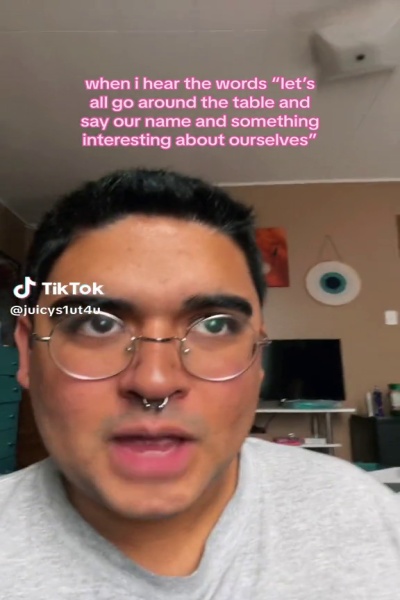 when i hear the words “let’s
all go around the table and
say our name and something
interesting about ourselves”
TikTok
@juicys1ut4u